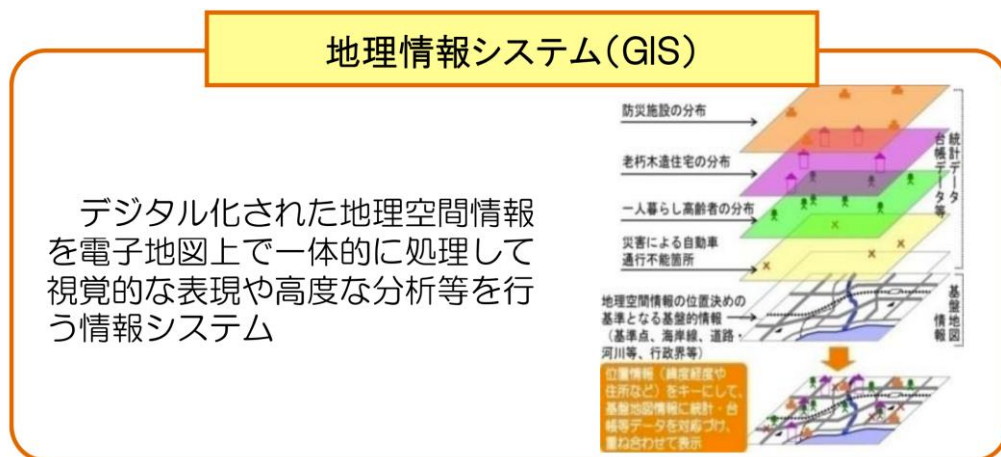 地理情報システム(GIS)
デジタル化された地理空間情報
を電子地図上で一体的に処理して
視覚的な表現や高度な分析等を行
う情報システム
防災施設の分布
老朽木造住宅の分布
一人暮らし高齢者の分布
災害による自動車
通行不能箇所
統計データ
台帳データ等
地理空間情報の位置決めの
基準となる基盤的情報
（基準点、海岸線、道路・
河川等、行政界等）
基盤地図
情報
位置情報（緯度経度や
住所など）をキーにして、
基盤地図情報に統計・台
帳等データを対応づけ、
重ね合わせて表示